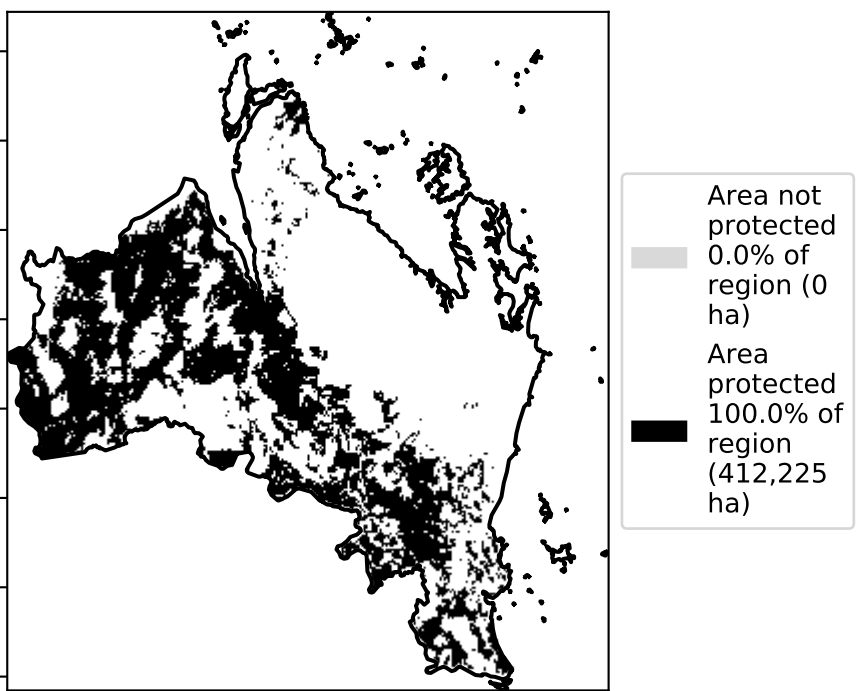 Area not
protected
0.0% of
region (0
ha)
Area
protected
100.0% of
region
(412,225
ha)